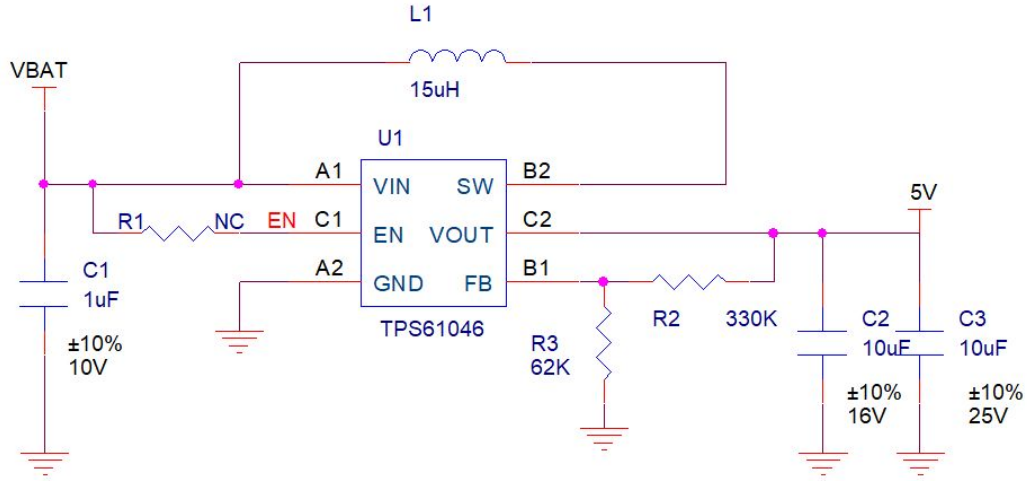 L1
15uH
VBAT
U1
A1
VIN
SW
B2
R1
NC
EN
C1
EN
VOUT
C2
5V
A2
GND
FB
B1
TPS61046
C1
1uF
±10%
10V
R2
330K
R3
62K
C2
10uF
±10%
16V
C3
10uF
±10%
25V